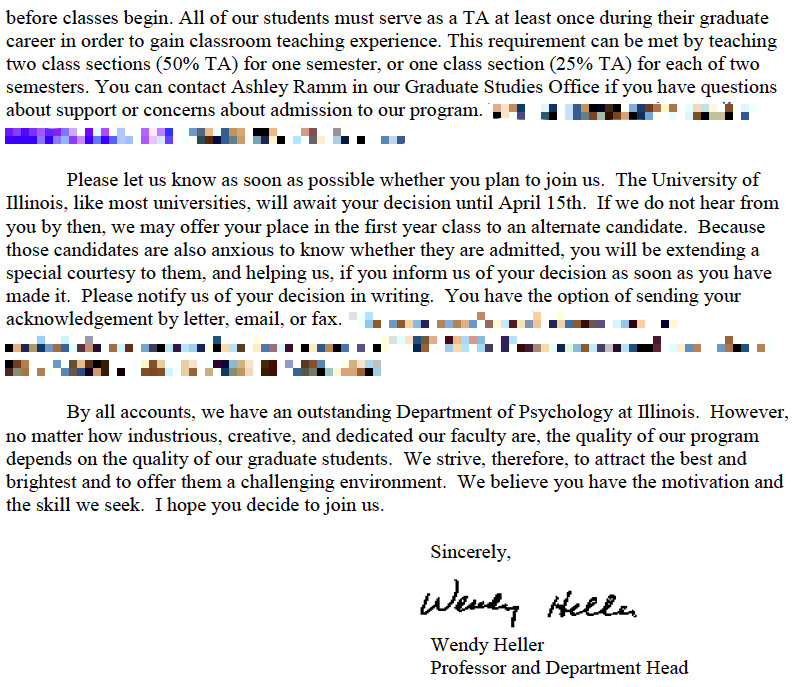 before classes begin. All of our students must serve as a TA at least once during their graduate
career in order to gain classroom teaching experience. This requirement can be met by teaching
two class sections (50% TA) for one semester, or one class section (25% TA) for each of two
semesters. You can contact Ashley Ramm in our Graduate Studies Office if you have questions
about support or concerns about admission to our program.
Please let us know as soon as possible whether you plan to join us. The University of
Illinois, like most universities, will await your decision until April 15th. If we do not hear from
you by then, we may offer your place in the first year class to an alternate candidate. Because
those candidates are also anxious to know whether they are admitted, you will be extending a
special courtesy to them, and helping us, if you inform us of your decision as soon as you have
made it. Please notify us of your decision in writing. You have the option of sending your
acknowledgement by letter, email, or fax.
By all accounts, we have an outstanding Department of Psychology at Illinois. However,
no matter how industrious, creative, and dedicated our faculty are, the quality of our program
depends on the quality of our graduate students. We strive, therefore, to attract the best and
brightest and to offer them a challenging environment. We believe you have the motivation and
the skill we seek. I hope you decide to join us.
Sincerely,
Wendy Heller
Wendy Heller
Professor and Department Head